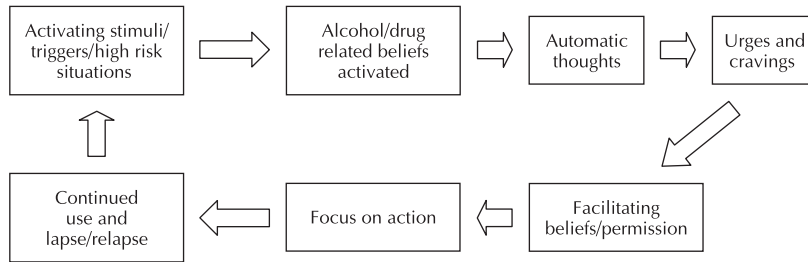 Activating stimuli/
triggers/high risk
situations
Alcohol/drug
related beliefs
activated
Automatic
thoughts
Urges and
cravings
Facilitating
beliefs/permission
Focus on action
Continued
use and
lapse/relapse